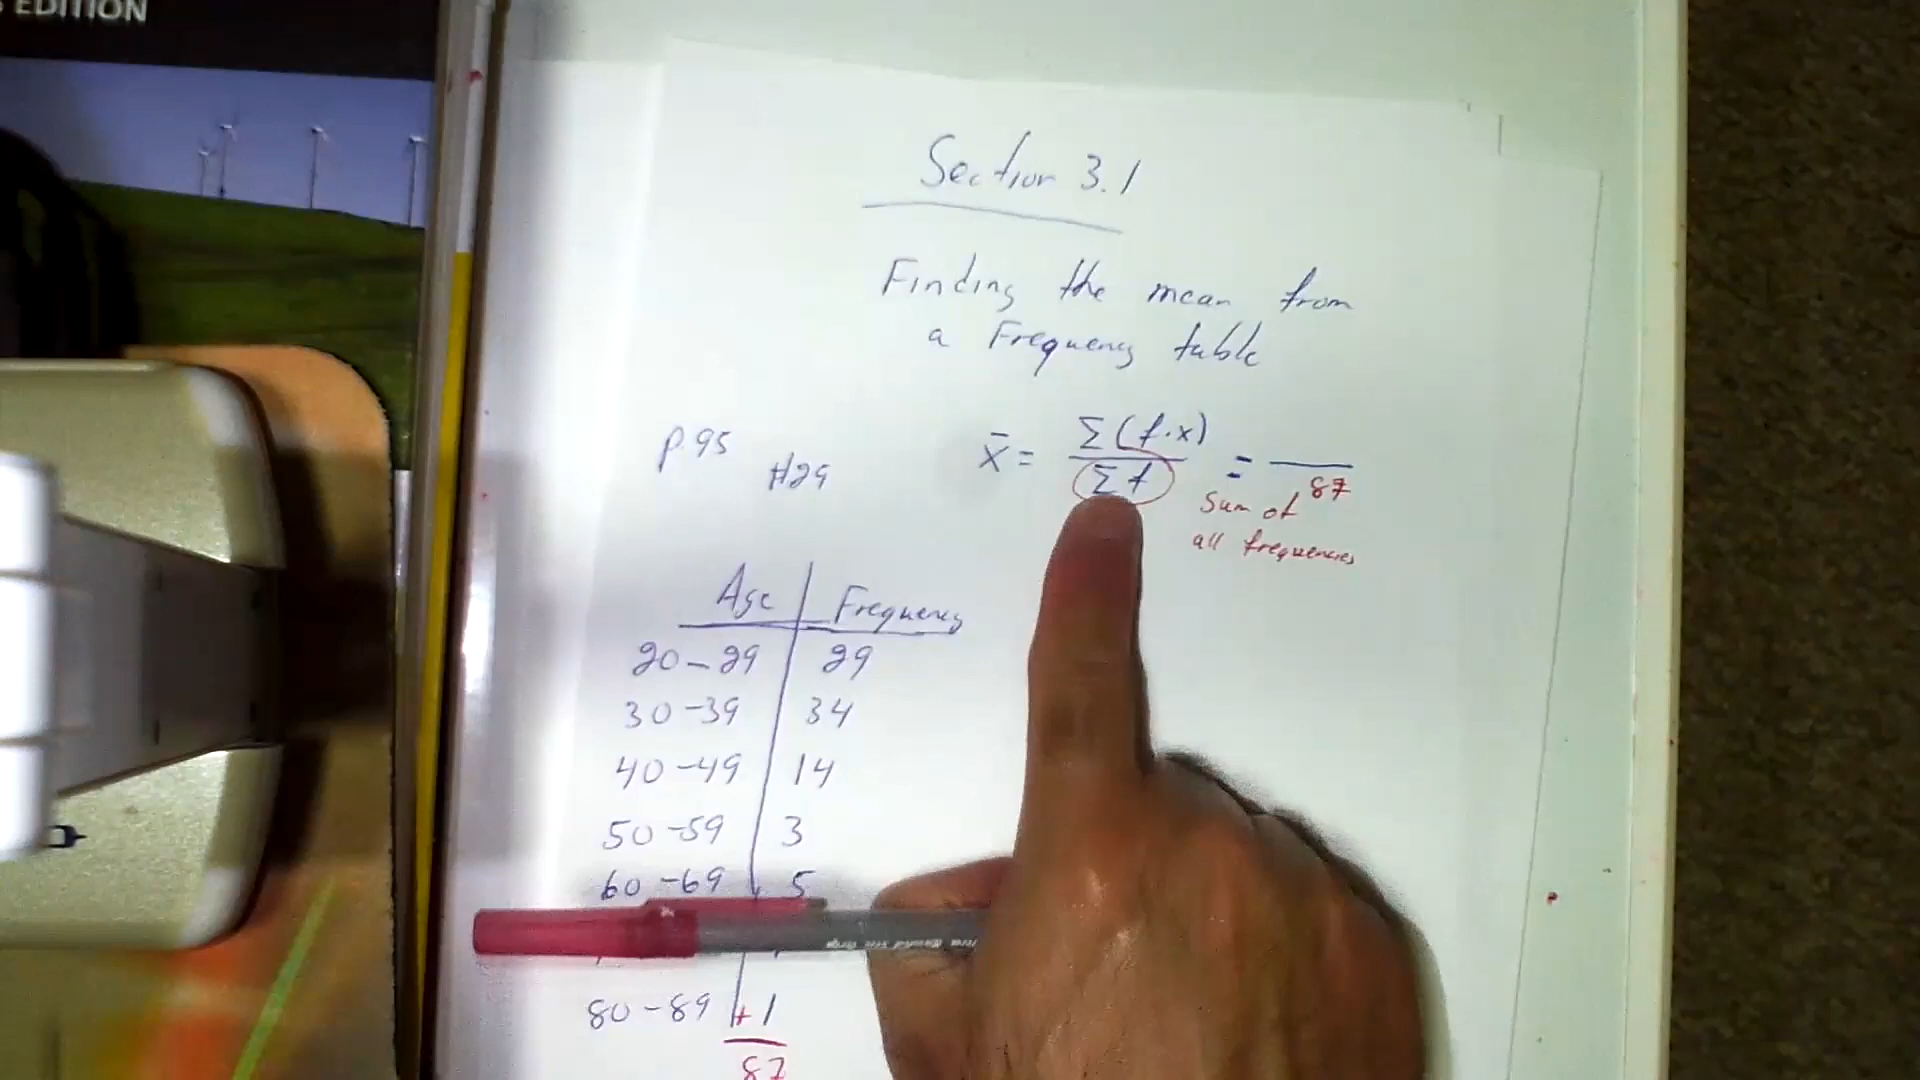 EDITION
Section 3.1
Finding the mean from
a Frequency table
P.95
#29
x̄ = Σ(f·x) / Σf = __ / 87
Sum of
all frequencies
Age | Frequency
20-29 | 29
30-39 | 34
40-49 | 14
50-59 | 3
60-69 | 5
80-89 | +1
87